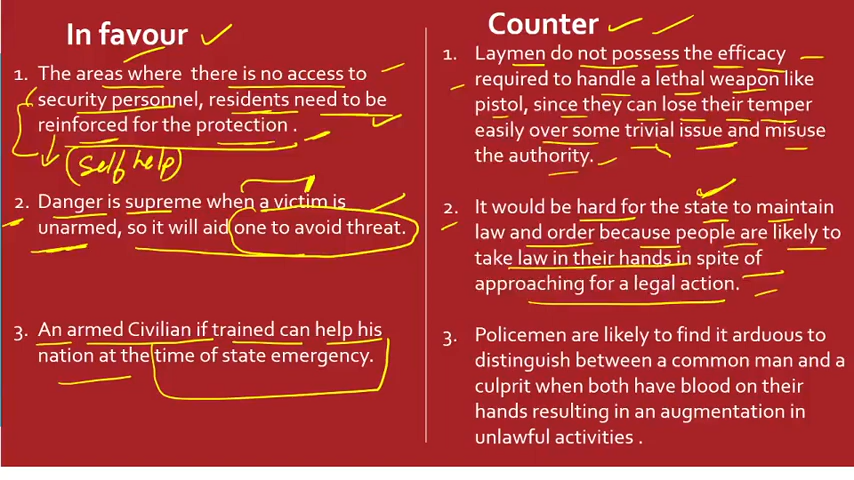 In favour
1. The areas where there is no access to
security personnel, residents need to be
reinforced for the protection .
(Self help)
2. Danger is supreme when a victim is
unarmed, so it will aid one to avoid threat.
3. An armed Civilian if trained can help his
nation at the time of state emergency.
Counter
1. Laymen do not possess the efficacy
required to handle a lethal weapon like
pistol, since they can lose their temper
easily over some trivial issue and misuse
the authority.
2. It would be hard for the state to maintain
law and order because people are likely to
take law in their hands in spite of
approaching for a legal action.
3. Policemen are likely to find it arduous to
distinguish between a common man and a
culprit when both have blood on their
hands resulting in an augmentation in
unlawful activities .